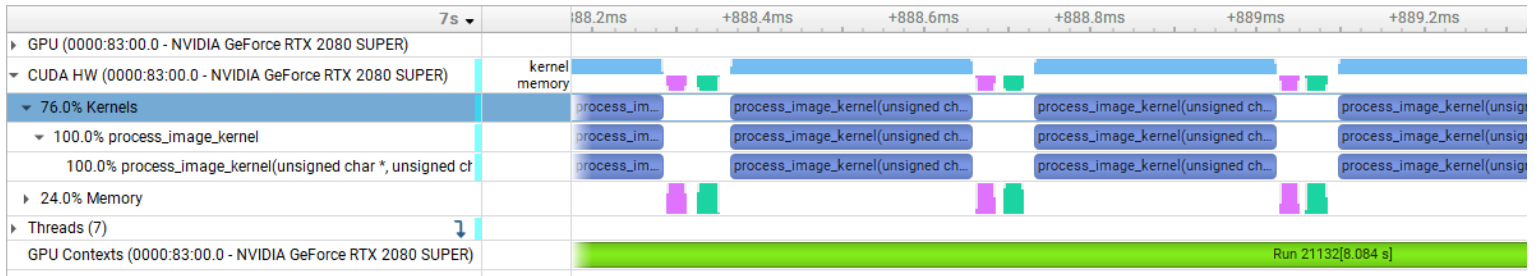 7s +888.2ms +888.4ms +888.6ms +888.8ms +889ms +889.2ms
GPU (0000:83:00.0 - NVIDIA GeForce RTX 2080 SUPER)
CUDA HW (0000:83:00.0 - NVIDIA GeForce RTX 2080 SUPER) kernel
memory
76.0% Kernels process_im... process_image_kernel(unsigned ch... process_image_kernel(unsigned ch... process_image_kernel(unsign
100.0% process_image_kernel process_im... process_image_kernel(unsigned ch... process_image_kernel(unsigned ch... process_image_kernel(unsign
100.0% process_image_kernel(unsigned char *, unsigned ch process_im... process_image_kernel(unsigned ch... process_image_kernel(unsigned ch... process_image_kernel(unsign
24.0% Memory
Threads (7)
GPU Contexts (0000:83:00.0 - NVIDIA GeForce RTX 2080 SUPER) Run 21132[8.084 s]